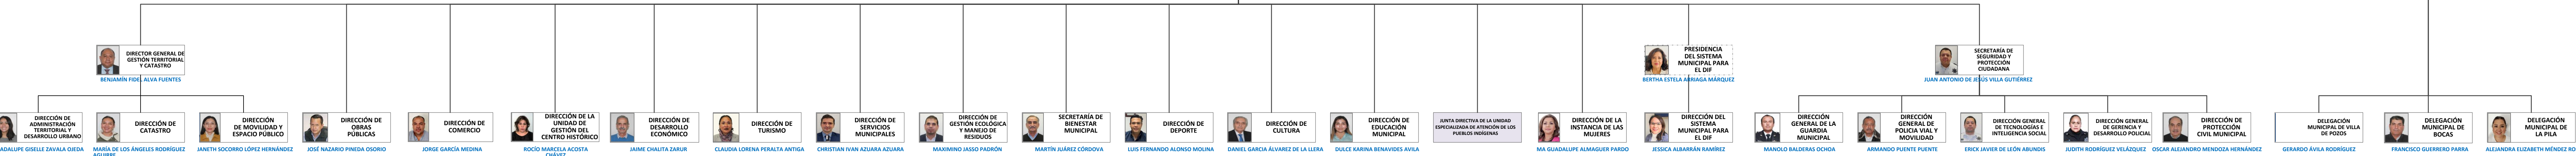 DIRECTOR GENERAL DE
GESTIÓN TERRITORIAL
Y CATASTRO
BENJAMÍN FIDEL ALVA FUENTES
PRESIDENCIA
DEL SISTEMA
MUNICIPAL PARA
EL DIF
BERTHA ESTELA ARRIAGA MÁRQUEZ
SECRETARÍA DE
SEGURIDAD Y
PROTECCIÓN
CIUDADANA
JUAN ANTONIO DE JESÚS VILLA GUTIÉRREZ
DIRECCIÓN DE
ADMINISTRACIÓN
TERRITORIAL Y
DESARROLLO URBANO
ADALUPE GISELLE ZAVALA OJEDA
DIRECCIÓN DE
CATASTRO
MARÍA DE LOS ÁNGELES RODRÍGUEZ
AGUIRRE
DIRECCIÓN
DE MOVILIDAD Y
ESPACIO PÚBLICO
JANETH SOCORRO LÓPEZ HERNÁNDEZ
DIRECCIÓN DE
OBRAS
PÚBLICAS
JOSÉ NAZARIO PINEDA OSORIO
DIRECCIÓN DE
COMERCIO
JORGE GARCÍA MEDINA
DIRECCIÓN DE LA
UNIDAD DE
GESTIÓN DEL
CENTRO HISTÓRICO
ROCÍO MARCELA ACOSTA
CHÁVEZ
DIRECCIÓN DE
DESARROLLO
ECONÓMICO
JAIME CHALITA ZARUR
DIRECCIÓN DE
TURISMO
CLAUDIA LORENA PERALTA ANTIGA
DIRECCIÓN DE
SERVICIOS
MUNICIPALES
CHRISTIAN IVAN AZUARA AZUARA
DIRECCIÓN DE
GESTIÓN ECOLÓGICA
Y MANEJO DE
RESIDUOS
MAXIMINO JASSO PADRÓN
SECRETARÍA DE
BIENESTAR
MUNICIPAL
MARTÍN JUÁREZ CÓRDOVA
DIRECCIÓN DE
DEPORTE
LUIS FERNANDO ALONSO MOLINA
DIRECCIÓN DE
CULTURA
DANIEL GARCIA ÁLVAREZ DE LA LLERA
DIRECCIÓN DE
EDUCACIÓN
MUNICIPAL
DULCE KARINA BENAVIDES AVILA
JUNTA DIRECTIVA DE LA UNIDAD
ESPECIALIZADA DE ATENCIÓN DE LOS
PUEBLOS INDÍGENAS
DIRECCIÓN DE LA
INSTANCIA DE LAS
MUJERES
MA GUADALUPE ALMAGUER PARDO
DIRECCIÓN DEL
SISTEMA
MUNICIPAL PARA
EL DIF
JESSICA ALBARRÁN RAMÍREZ
DIRECCIÓN
GENERAL DE LA
GUARDIA
MUNICIPAL
MANOLO BALDERAS OCHOA
DIRECCIÓN
GENERAL DE
POLICIA VIAL Y
MOVILIDAD
ARMANDO PUENTE PUENTE
DIRECCIÓN GENERAL
DE TECNOLOGÍAS E
INTELIGENCIA SOCIAL
ERICK JAVIER DE LEÓN ABUNDIS
DIRECCIÓN GENERAL
DE GERENCIA Y
DESARROLLO POLICIAL
JUDITH RODRÍGUEZ VELÁZQUEZ
DIRECCIÓN DE
PROTECCIÓN
CIVIL MUNICIPAL
OSCAR ALEJANDRO MENDOZA HERNÁNDEZ
DELEGACIÓN
MUNICIPAL DE VILLA
DE POZOS
GERARDO ÁVILA RODRÍGUEZ
DELEGACIÓN
MUNICIPAL DE
BOCAS
FRANCISCO GUERRERO PARRA
DELEGACIÓN
MUNICIPAL DE
LA PILA
ALEJANDRA ELIZABETH MÉNDEZ